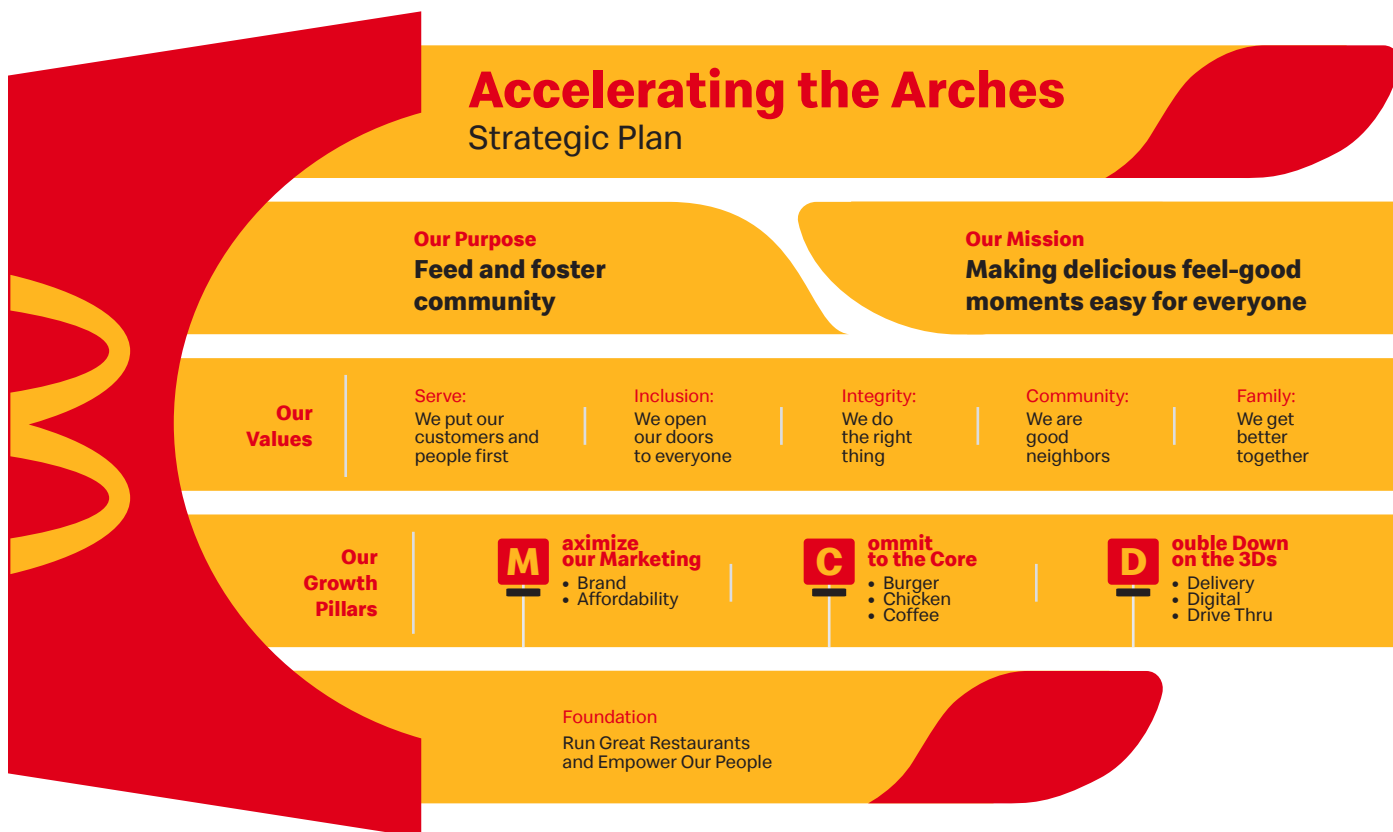 Accelerating the Arches
Strategic Plan
Our Purpose
Feed and foster
community
Our Mission
Making delicious feel-good
moments easy for everyone
Our
Values
Serve:
We put our
customers and
people first
Inclusion:
We open
our doors
to everyone
Integrity:
We do
the right
thing
Community:
We are
good
neighbors
Family:
We get
better
together
Our
Growth
Pillars
Maximize
our Marketing
• Brand
• Affordability
Commit
to the Core
• Burger
• Chicken
• Coffee
Double Down
on the 3Ds
• Delivery
• Digital
• Drive Thru
Foundation
Run Great Restaurants
and Empower Our People